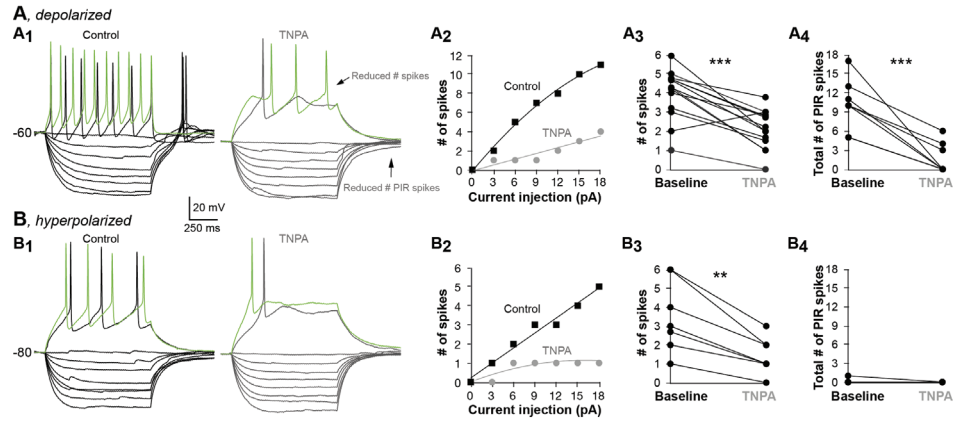 A, depolarized
A1
Control
TNPA
Reduced # spikes
Reduced # PIR spikes
-60
20 mV
250 ms
A2
12
10
8
6
4
2
0
# of spikes
Control
TNPA
0 3 6 9 12 15 18
Current injection (pA)
A3
6
5
4
3
2
1
0
# of spikes
***
Baseline TNPA
A4
18
15
12
9
6
3
0
Total # of PIR spikes
***
Baseline TNPA
B, hyperpolarized
B1
Control
TNPA
-80
B2
6
5
4
3
2
1
0
# of spikes
Control
TNPA
0 3 6 9 12 15 18
Current injection (pA)
B3
6
5
4
3
2
1
0
# of spikes
**
Baseline TNPA
B4
18
15
12
9
6
3
0
Total # of PIR spikes
Baseline TNPA